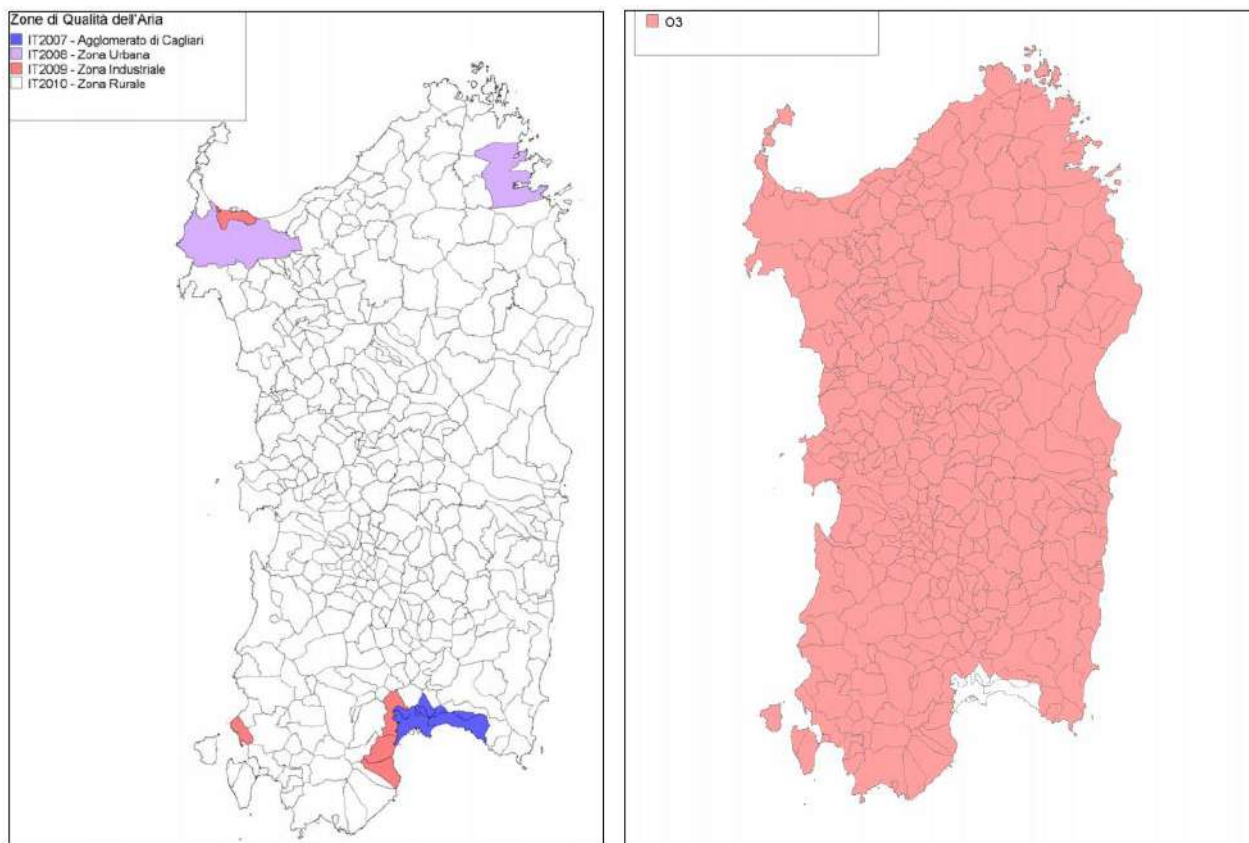 Zone di Qualità dell'Aria
IT2007 - Agglomerato di Cagliari
IT2008 - Zona Urbana
IT2009 - Zona Industriale
IT2010 - Zona Rurale
O3